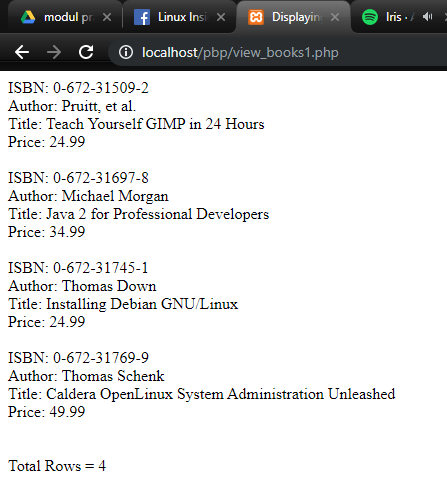 modul pr
Linux Insi
Displayin
Iris
localhost/pbp/view_books1.php
ISBN: 0-672-31509-2
Author: Pruitt, et al.
Title: Teach Yourself GIMP in 24 Hours
Price: 24.99
ISBN: 0-672-31697-8
Author: Michael Morgan
Title: Java 2 for Professional Developers
Price: 34.99
ISBN: 0-672-31745-1
Author: Thomas Down
Title: Installing Debian GNU/Linux
Price: 24.99
ISBN: 0-672-31769-9
Author: Thomas Schenk
Title: Caldera OpenLinux System Administration Unleashed
Price: 49.99
Total Rows = 4